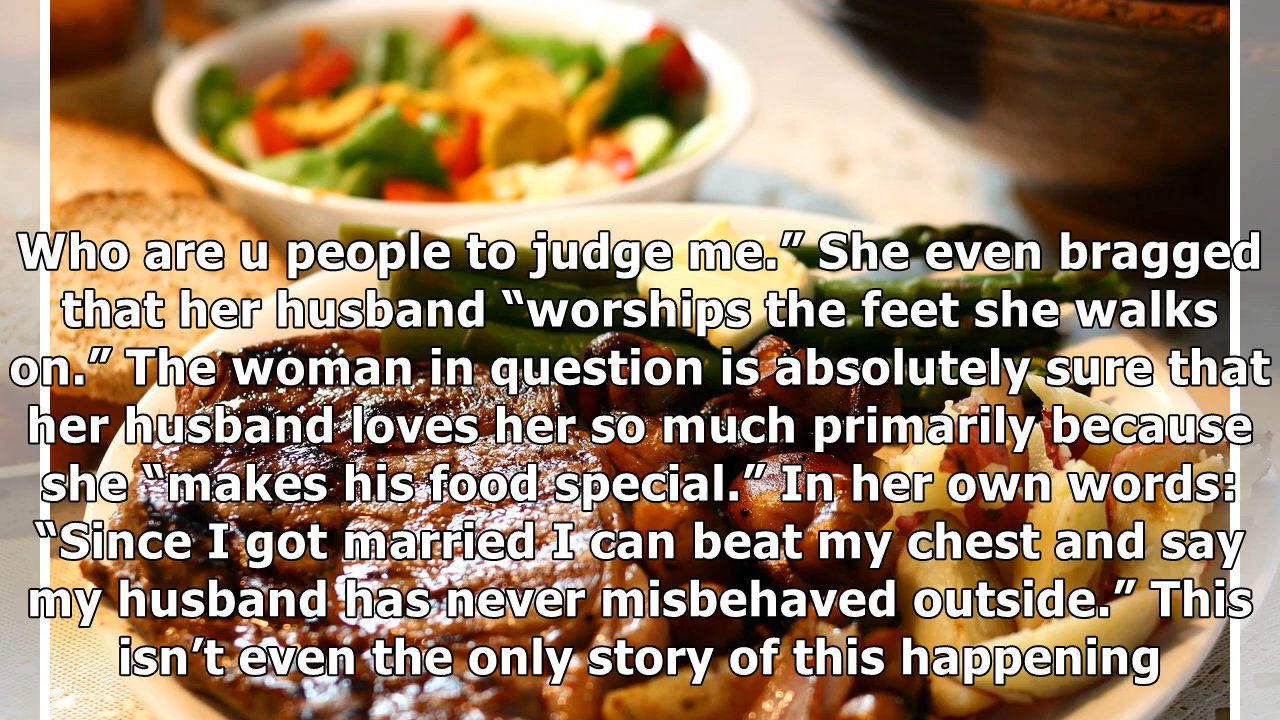 Who are u people to judge me.” She even bragged
that her husband “worships the feet she walks
on.” The woman in question is absolutely sure that
her husband loves her so much primarily because
she “makes his food special.” In her own words:
“Since I got married I can beat my chest and say
my husband has never misbehaved outside.” This
isn’t even the only story of this happening